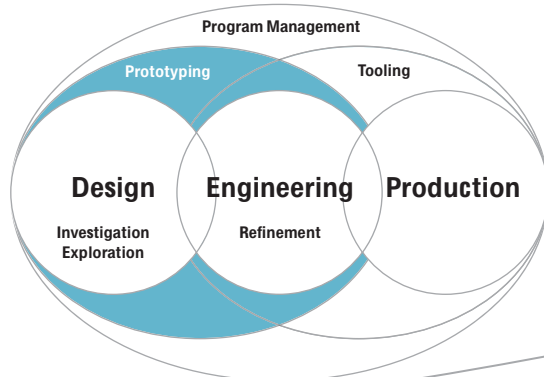 Program Management
Prototyping
Tooling
Design
Engineering
Production
Investigation
Exploration
Refinement